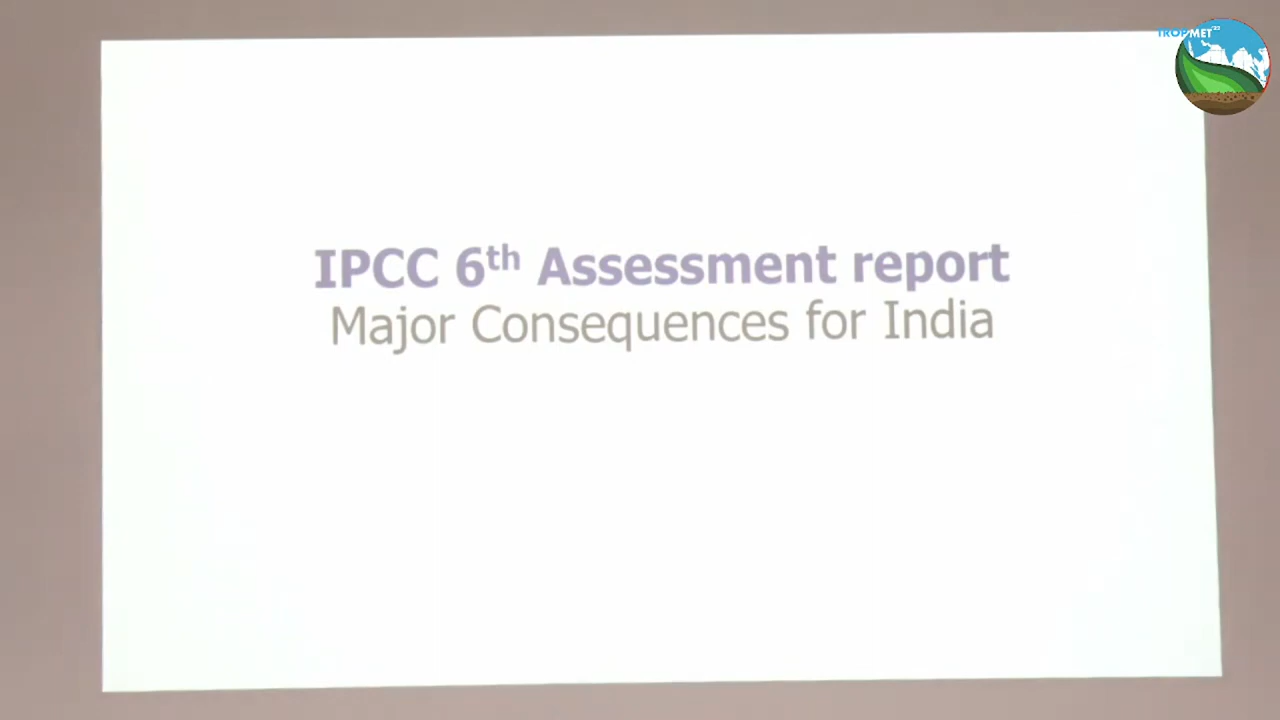 TROPMET
IPCC 6th Assessment report
Major Consequences for India